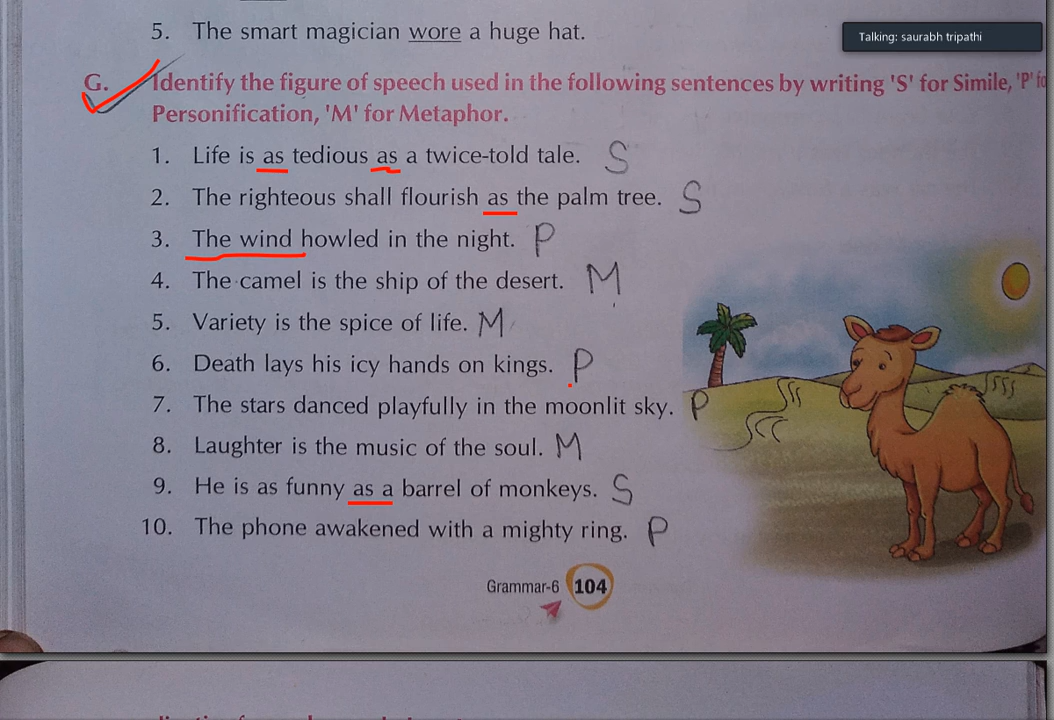 5. The smart magician wore a huge hat.
Talking: saurabh tripathi
G. Identify the figure of speech used in the following sentences by writing 'S' for Simile, 'P' fo
Personification, 'M' for Metaphor.
1. Life is as tedious as a twice-told tale. S
2. The righteous shall flourish as the palm tree. S
3. The wind howled in the night. P
4. The camel is the ship of the desert. M
5. Variety is the spice of life. M
6. Death lays his icy hands on kings. P
7. The stars danced playfully in the moonlit sky. P
8. Laughter is the music of the soul. M
9. He is as funny as a barrel of monkeys. S
10. The phone awakened with a mighty ring. P
Grammar-6 104